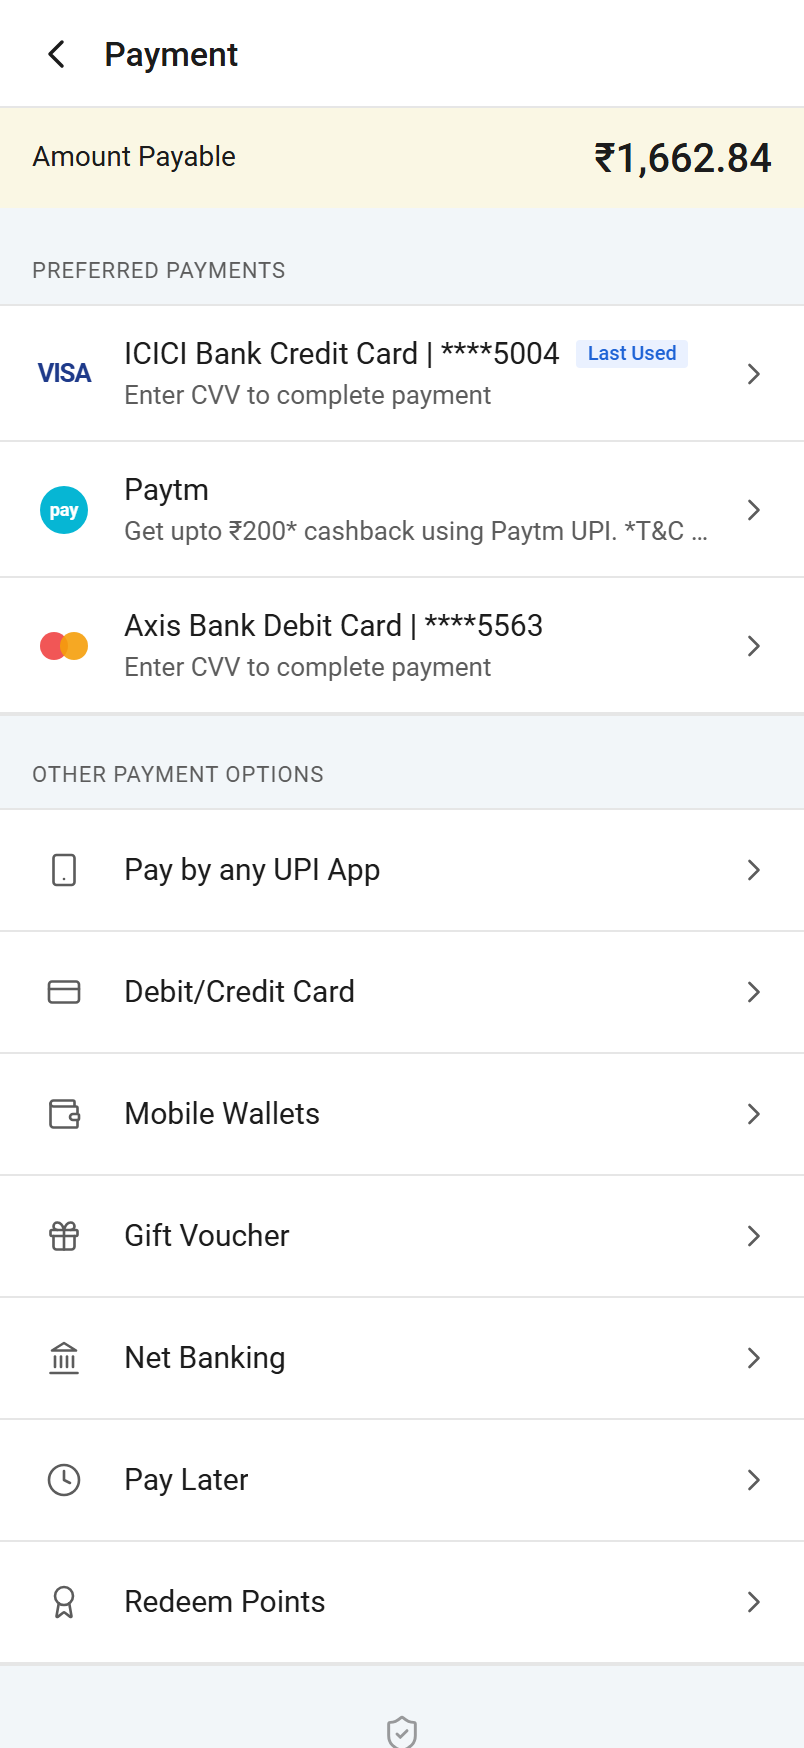 Payment
Amount Payable ₹1,662.84
PREFERRED PAYMENTS
VISA ICICI Bank Credit Card | ****5004 Last Used
Enter CVV to complete payment
pay Paytm
Get upto ₹200* cashback using Paytm UPI. *T&C ...
Axis Bank Debit Card | ****5563
Enter CVV to complete payment
OTHER PAYMENT OPTIONS
Pay by any UPI App
Debit/Credit Card
Mobile Wallets
Gift Voucher
Net Banking
Pay Later
Redeem Points